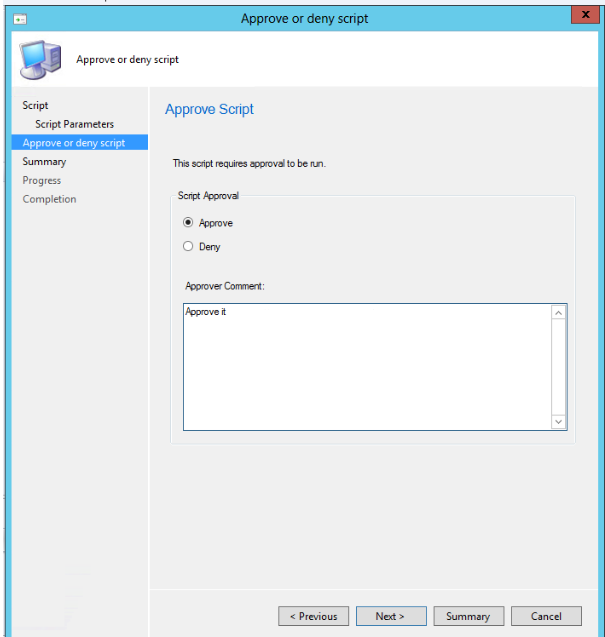 Approve or deny script
x
Approve or deny script
Script
Script Parameters
Approve or deny script
Summary
Progress
Completion
Approve Script
This script requires approval to be run.
Script Approval
Approve
Deny
Approver Comment:
Approve it
< Previous
Next >
Summary
Cancel